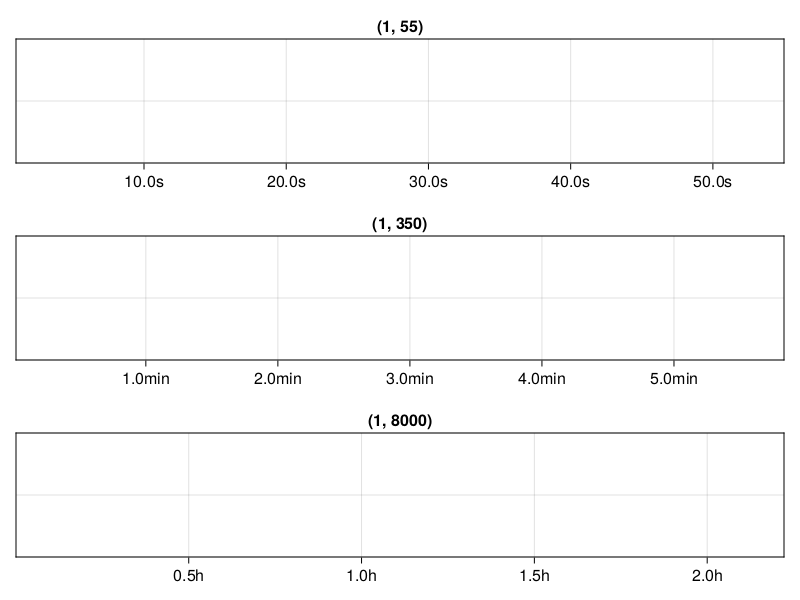 (1, 55)
10.0s 20.0s 30.0s 40.0s 50.0s
(1, 350)
1.0min 2.0min 3.0min 4.0min 5.0min
(1, 8000)
0.5h 1.0h 1.5h 2.0h